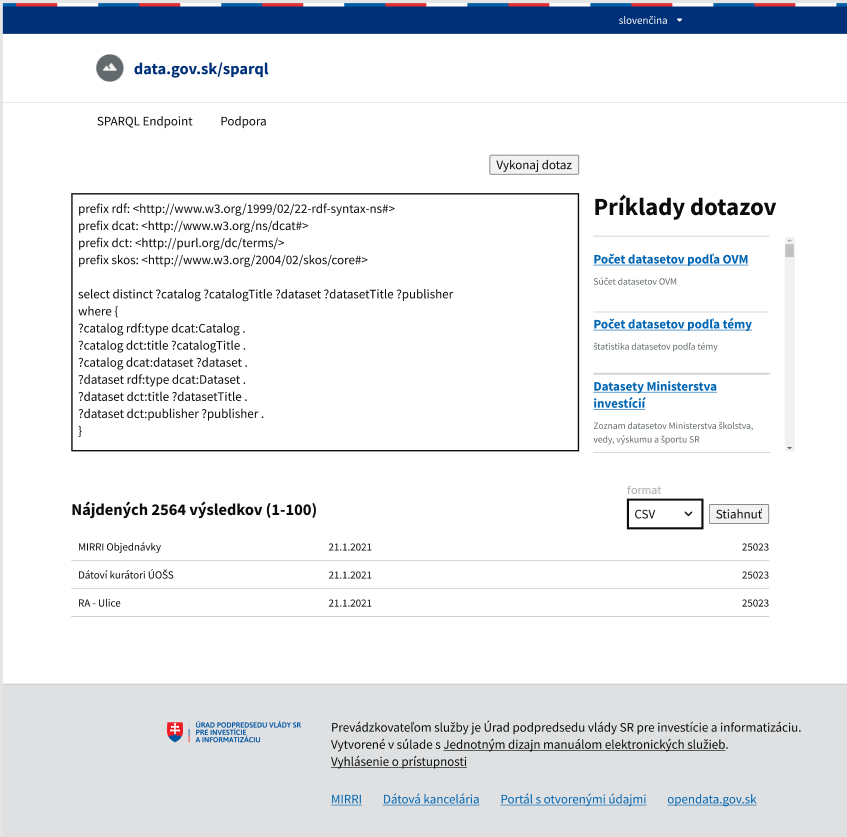 slovenčina
data.gov.sk/sparql
SPARQL Endpoint Podpora
Vykonaj dotaz
prefix rdf: <http://www.w3.org/1999/02/22-rdf-syntax-ns#>
prefix dcat: <http://www.w3.org/ns/dcat#>
prefix dct: <http://purl.org/dc/terms/>
prefix skos: <http://www.w3.org/2004/02/skos/core#>
select distinct ?catalog ?catalogTitle ?dataset ?datasetTitle ?publisher
where {
?catalog rdf:type dcat:Catalog .
?catalog dct:title ?catalogTitle .
?catalog dcat:dataset ?dataset .
?dataset rdf:type dcat:Dataset .
?dataset dct:title ?datasetTitle .
?dataset dct:publisher ?publisher .
}
Príklady dotazov
Počet datasetov podľa OVM
Súčet datasetov OVM
Počet datasetov podľa témy
štatistika datasetov podľa témy
Datasety Ministerstva
investícií
Zoznam datasetov Ministerstva školstva,
vedy, výskumu a športu SR
Nájdených 2564 výsledkov (1-100)
format
CSV
Stiahnuť
MIRRI Objednávky 21.1.2021 25023
Dátoví kurátori ÚOŠS 21.1.2021 25023
RA - Ulice 21.1.2021 25023
ÚRAD PODPREDSEDU VLÁDY SR
PRE INVESTÍCIE
A INFORMATIZÁCIU
Prevádzkovateľom služby je Úrad podpredsedu vlády SR pre investície a informatizáciu.
Vytvorené v súlade s Jednotným dizajn manuálom elektronických služieb.
Vyhlásenie o prístupnosti
MIRRI Dátová kancelária Portál s otvorenými údajmi opendata.gov.sk